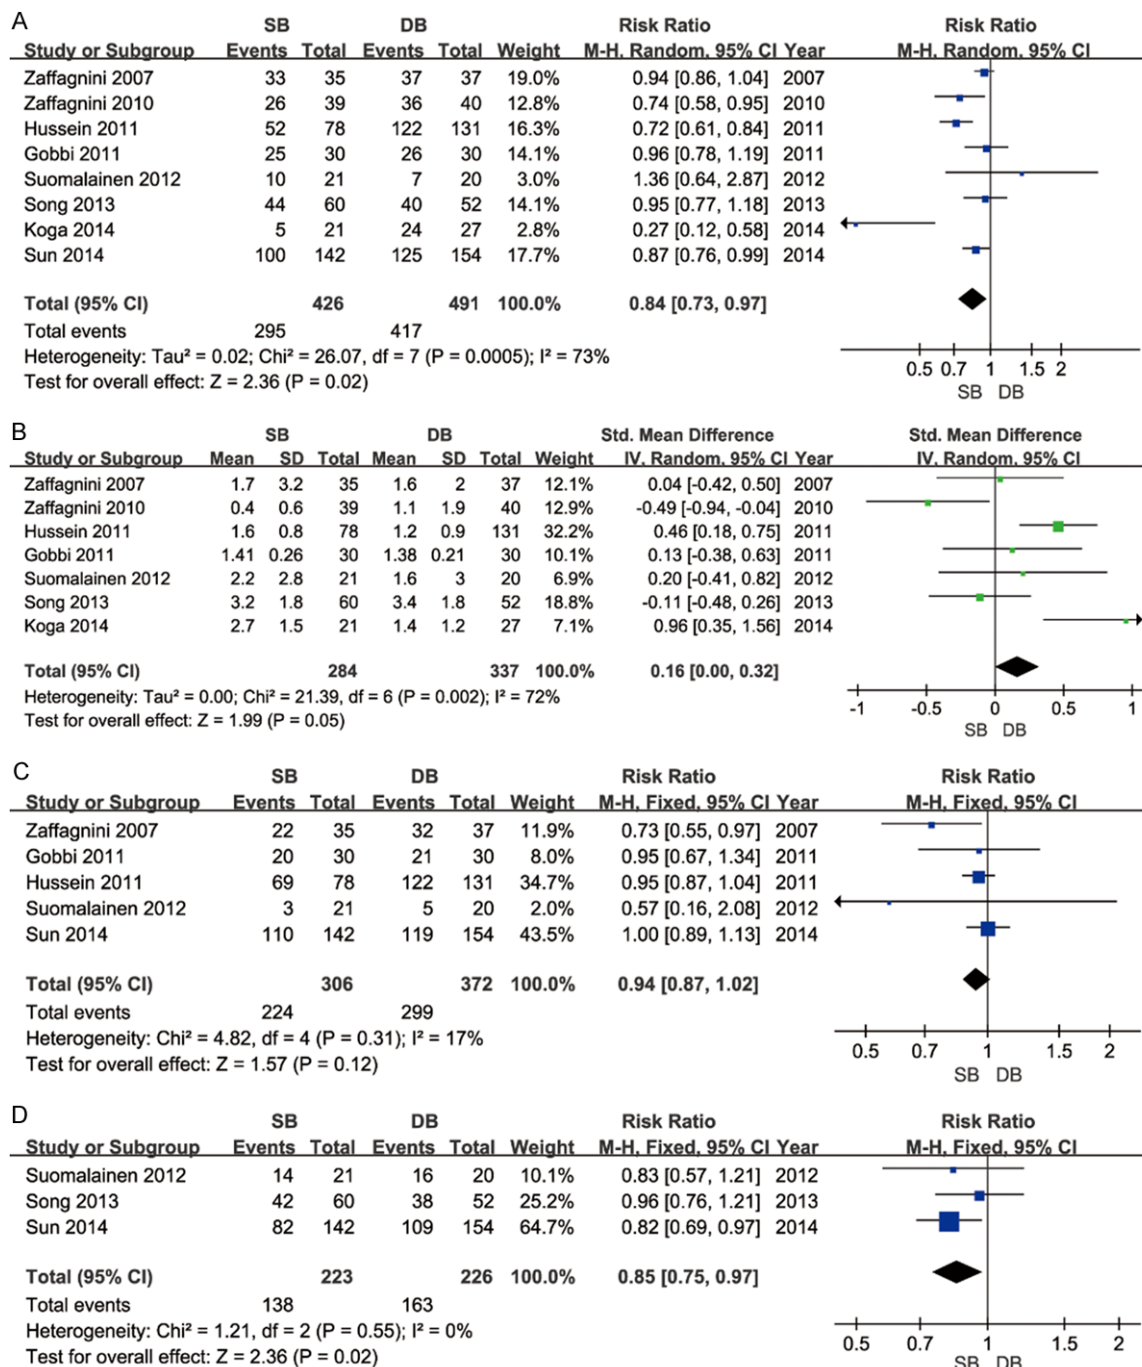 A
SB DB Risk Ratio Risk Ratio
Study or Subgroup Events Total Events Total Weight M-H, Random, 95% CI Year M-H, Random, 95% CI
Zaffagnini 2007 33 35 37 37 19.0% 0.94 [0.86, 1.04] 2007
Zaffagnini 2010 26 39 36 40 12.8% 0.74 [0.58, 0.95] 2010
Hussein 2011 52 78 122 131 16.3% 0.72 [0.61, 0.84] 2011
Gobbi 2011 25 30 26 30 14.1% 0.96 [0.78, 1.19] 2011
Suomalainen 2012 10 21 7 20 3.0% 1.36 [0.64, 2.87] 2012
Song 2013 44 60 40 52 14.1% 0.95 [0.77, 1.18] 2013
Koga 2014 5 21 24 27 2.8% 0.27 [0.12, 0.58] 2014
Sun 2014 100 142 125 154 17.7% 0.87 [0.76, 0.99] 2014
Total (95% CI) 426 491 100.0% 0.84 [0.73, 0.97]
Total events 295 417
Heterogeneity: Tau² = 0.02; Chi² = 26.07, df = 7 (P = 0.0005); I² = 73%
Test for overall effect: Z = 2.36 (P = 0.02)
0.5 0.7 1 1.5 2
SB DB
B
SB DB Std. Mean Difference Std. Mean Difference
Study or Subgroup Mean SD Total Mean SD Total Weight IV, Random, 95% CI Year IV, Random, 95% CI
Zaffagnini 2007 1.7 3.2 35 1.6 2 37 12.1% 0.04 [-0.42, 0.50] 2007
Zaffagnini 2010 0.4 0.6 39 1.1 1.9 40 12.9% -0.49 [-0.94, -0.04] 2010
Hussein 2011 1.6 0.8 78 1.2 0.9 131 32.2% 0.46 [0.18, 0.75] 2011
Gobbi 2011 1.41 0.26 30 1.38 0.21 30 10.1% 0.13 [-0.38, 0.63] 2011
Suomalainen 2012 2.2 2.8 21 1.6 3 20 6.9% 0.20 [-0.41, 0.82] 2012
Song 2013 3.2 1.8 60 3.4 1.8 52 18.8% -0.11 [-0.48, 0.26] 2013
Koga 2014 2.7 1.5 21 1.4 1.2 27 7.1% 0.96 [0.35, 1.56] 2014
Total (95% CI) 284 337 100.0% 0.16 [0.00, 0.32]
Heterogeneity: Tau² = 0.00; Chi² = 21.39, df = 6 (P = 0.002); I² = 72%
Test for overall effect: Z = 1.99 (P = 0.05)
-1 -0.5 0 0.5 1
SB DB
C
SB DB Risk Ratio Risk Ratio
Study or Subgroup Events Total Events Total Weight M-H, Fixed, 95% CI Year M-H, Fixed, 95% CI
Zaffagnini 2007 22 35 32 37 11.9% 0.73 [0.55, 0.97] 2007
Gobbi 2011 20 30 21 30 8.0% 0.95 [0.67, 1.34] 2011
Hussein 2011 69 78 122 131 34.7% 0.95 [0.87, 1.04] 2011
Suomalainen 2012 3 21 5 20 2.0% 0.57 [0.16, 2.08] 2012
Sun 2014 110 142 119 154 43.5% 1.00 [0.89, 1.13] 2014
Total (95% CI) 306 372 100.0% 0.94 [0.87, 1.02]
Total events 224 299
Heterogeneity: Chi² = 4.82, df = 4 (P = 0.31); I² = 17%
Test for overall effect: Z = 1.57 (P = 0.12)
0.5 0.7 1 1.5 2
SB DB
D
SB DB Risk Ratio Risk Ratio
Study or Subgroup Events Total Events Total Weight M-H, Fixed, 95% CI Year M-H, Fixed, 95% CI
Suomalainen 2012 14 21 16 20 10.1% 0.83 [0.57, 1.21] 2012
Song 2013 42 60 38 52 25.2% 0.96 [0.76, 1.21] 2013
Sun 2014 82 142 109 154 64.7% 0.82 [0.69, 0.97] 2014
Total (95% CI) 223 226 100.0% 0.85 [0.75, 0.97]
Total events 138 163
Heterogeneity: Chi² = 1.21, df = 2 (P = 0.55); I² = 0%
Test for overall effect: Z = 2.36 (P = 0.02)
0.5 0.7 1 1.5 2
SB DB